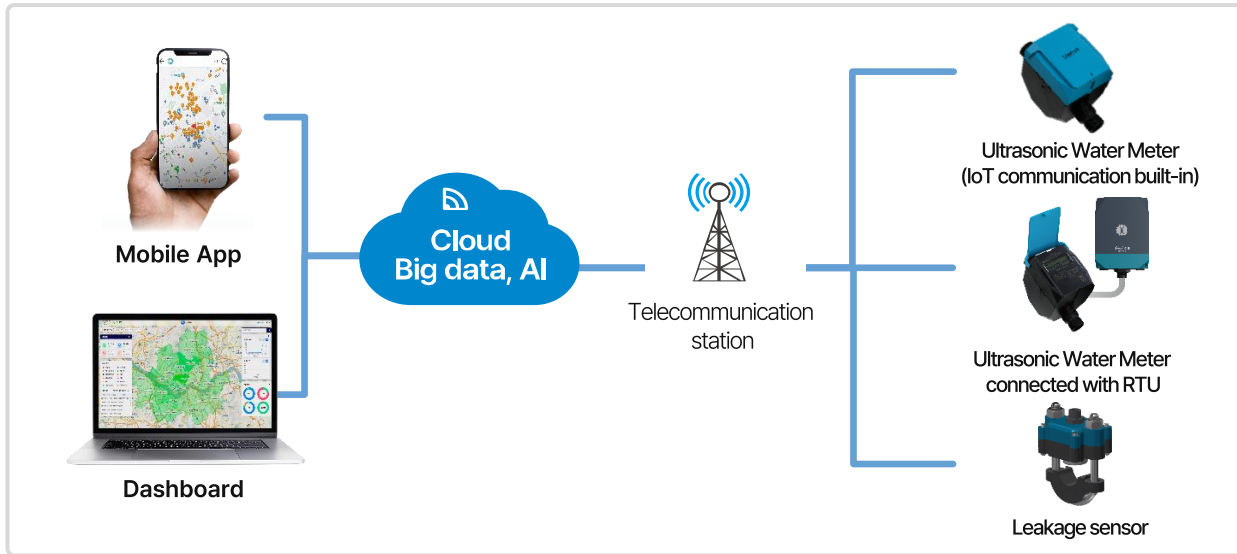 Mobile App
Dashboard
Cloud
Big data, AI
Telecommunication
station
Ultrasonic Water Meter
(IoT communication built-in)
Ultrasonic Water Meter
connected with RTU
Leakage sensor